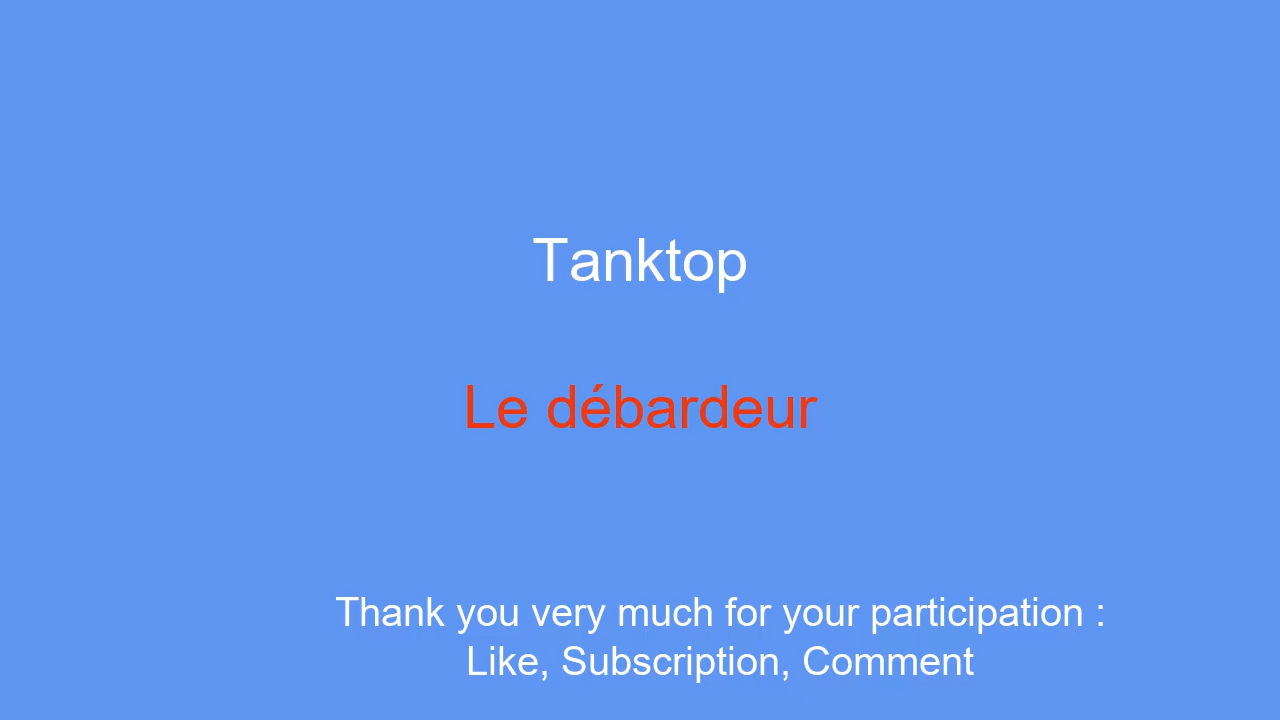 Tanktop
Le débardeur
Thank you very much for your participation :
Like, Subscription, Comment